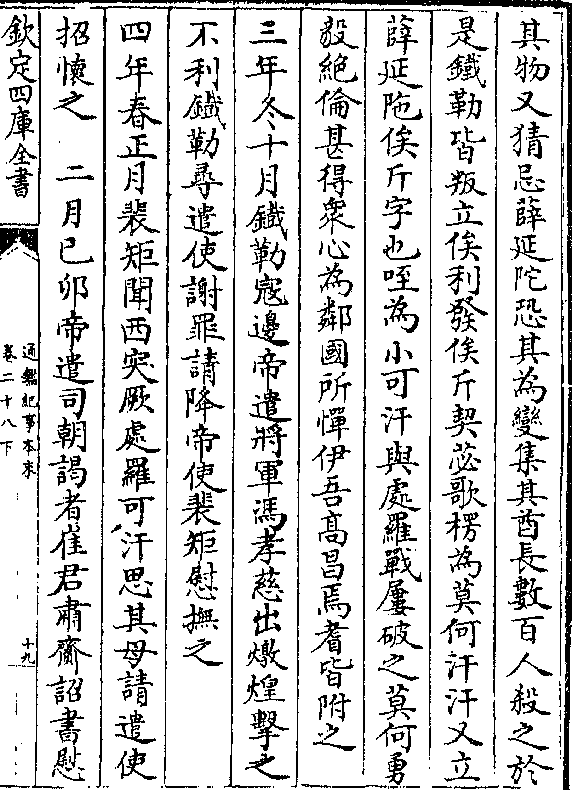 其物又猜忌薛延陀恐其為變集其酋長數百人殺之於
是鐵勒皆叛立俟利發俟斤契苾歌楞為莫何汗汗又立
薛延陁俟斤字也咥為小可汗與處羅戰屢破之莫何勇
毅絶倫甚得衆心為鄰國所憚伊吾髙昌焉耆皆附之
三年冬十月鐵勒寇邊帝遣將軍馮孝慈出燉煌擊之
不利鐵勒尋遣使謝罪請降帝使裴矩慰撫之
四年春正月裴矩聞西突厥處羅可汗思其母請遣使
招懷之　二月己卯帝遣司朝謁者崔君肅齎詔書慰
欽定四庫全書
通鑑紀事本末
卷二十八下
十九